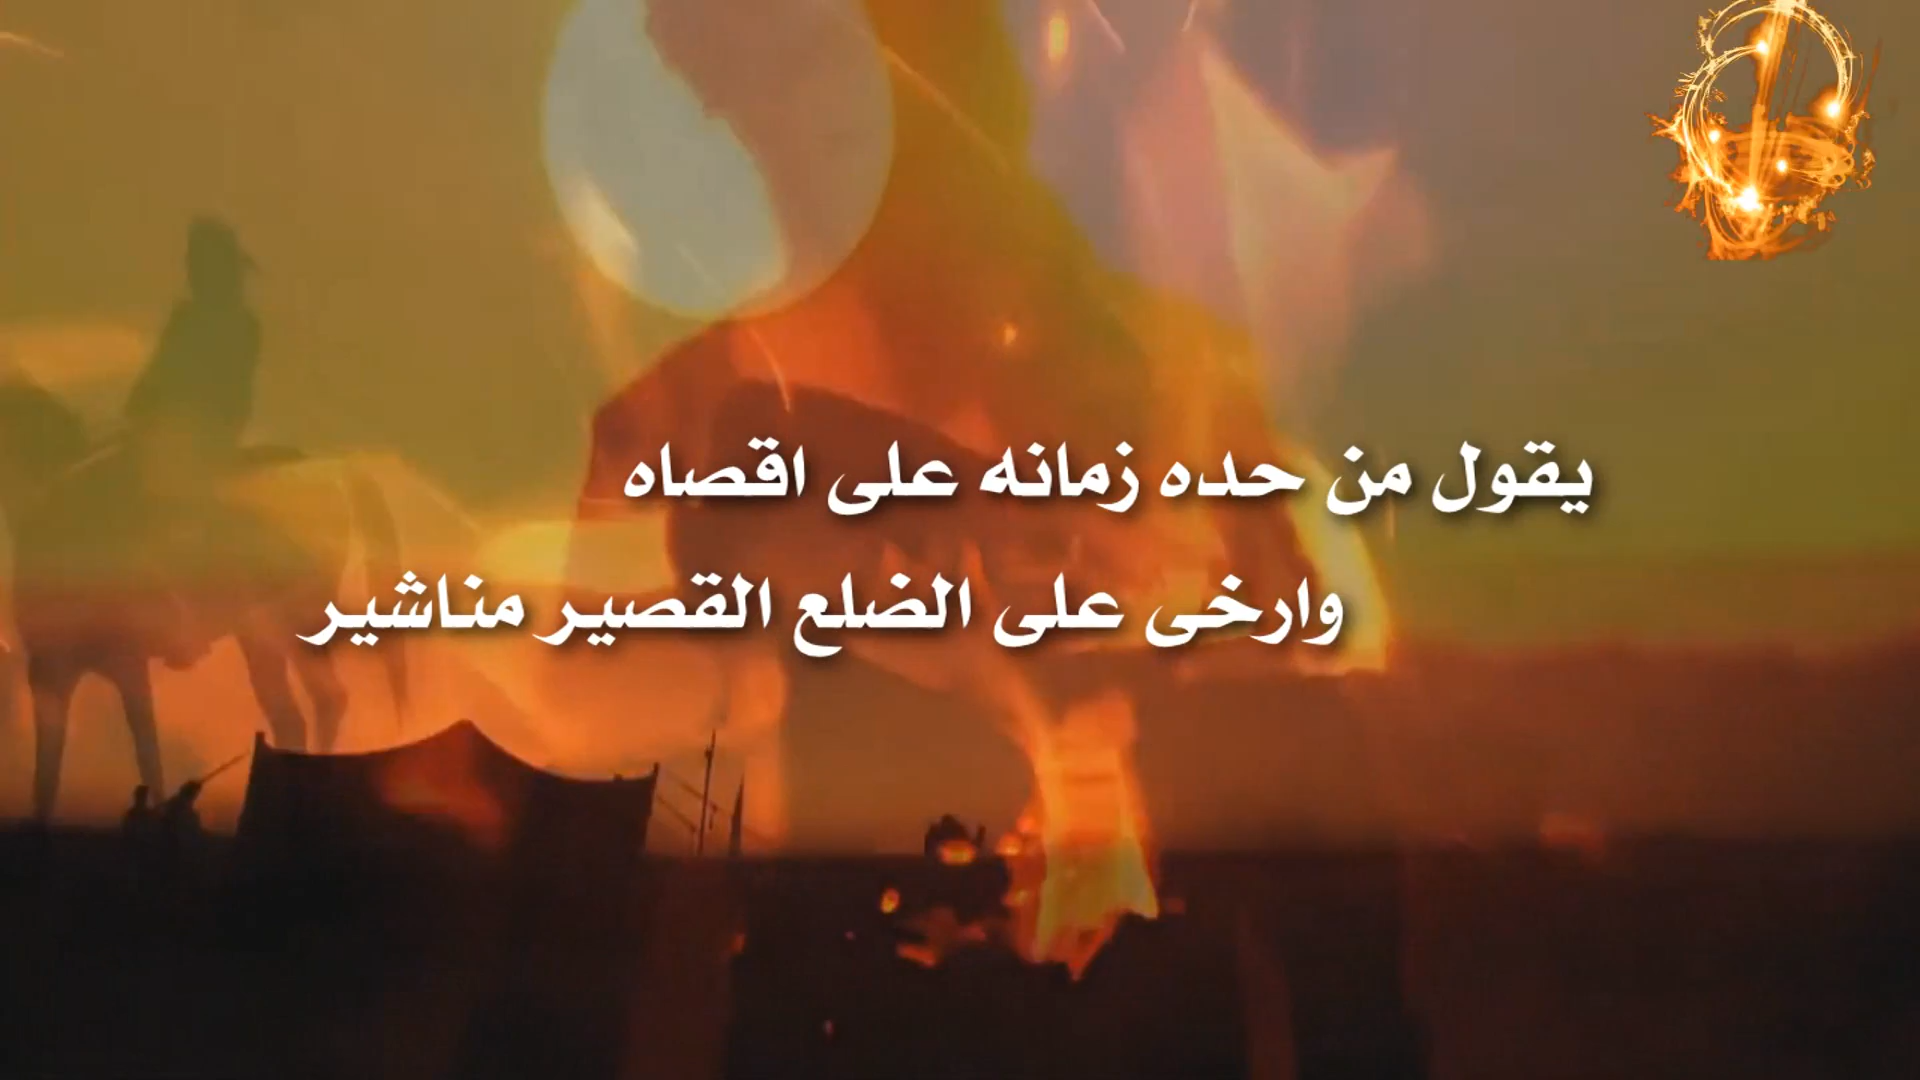 يقول من حده زمانه على اقصاه
وارخى على الضلع القصير مناشير